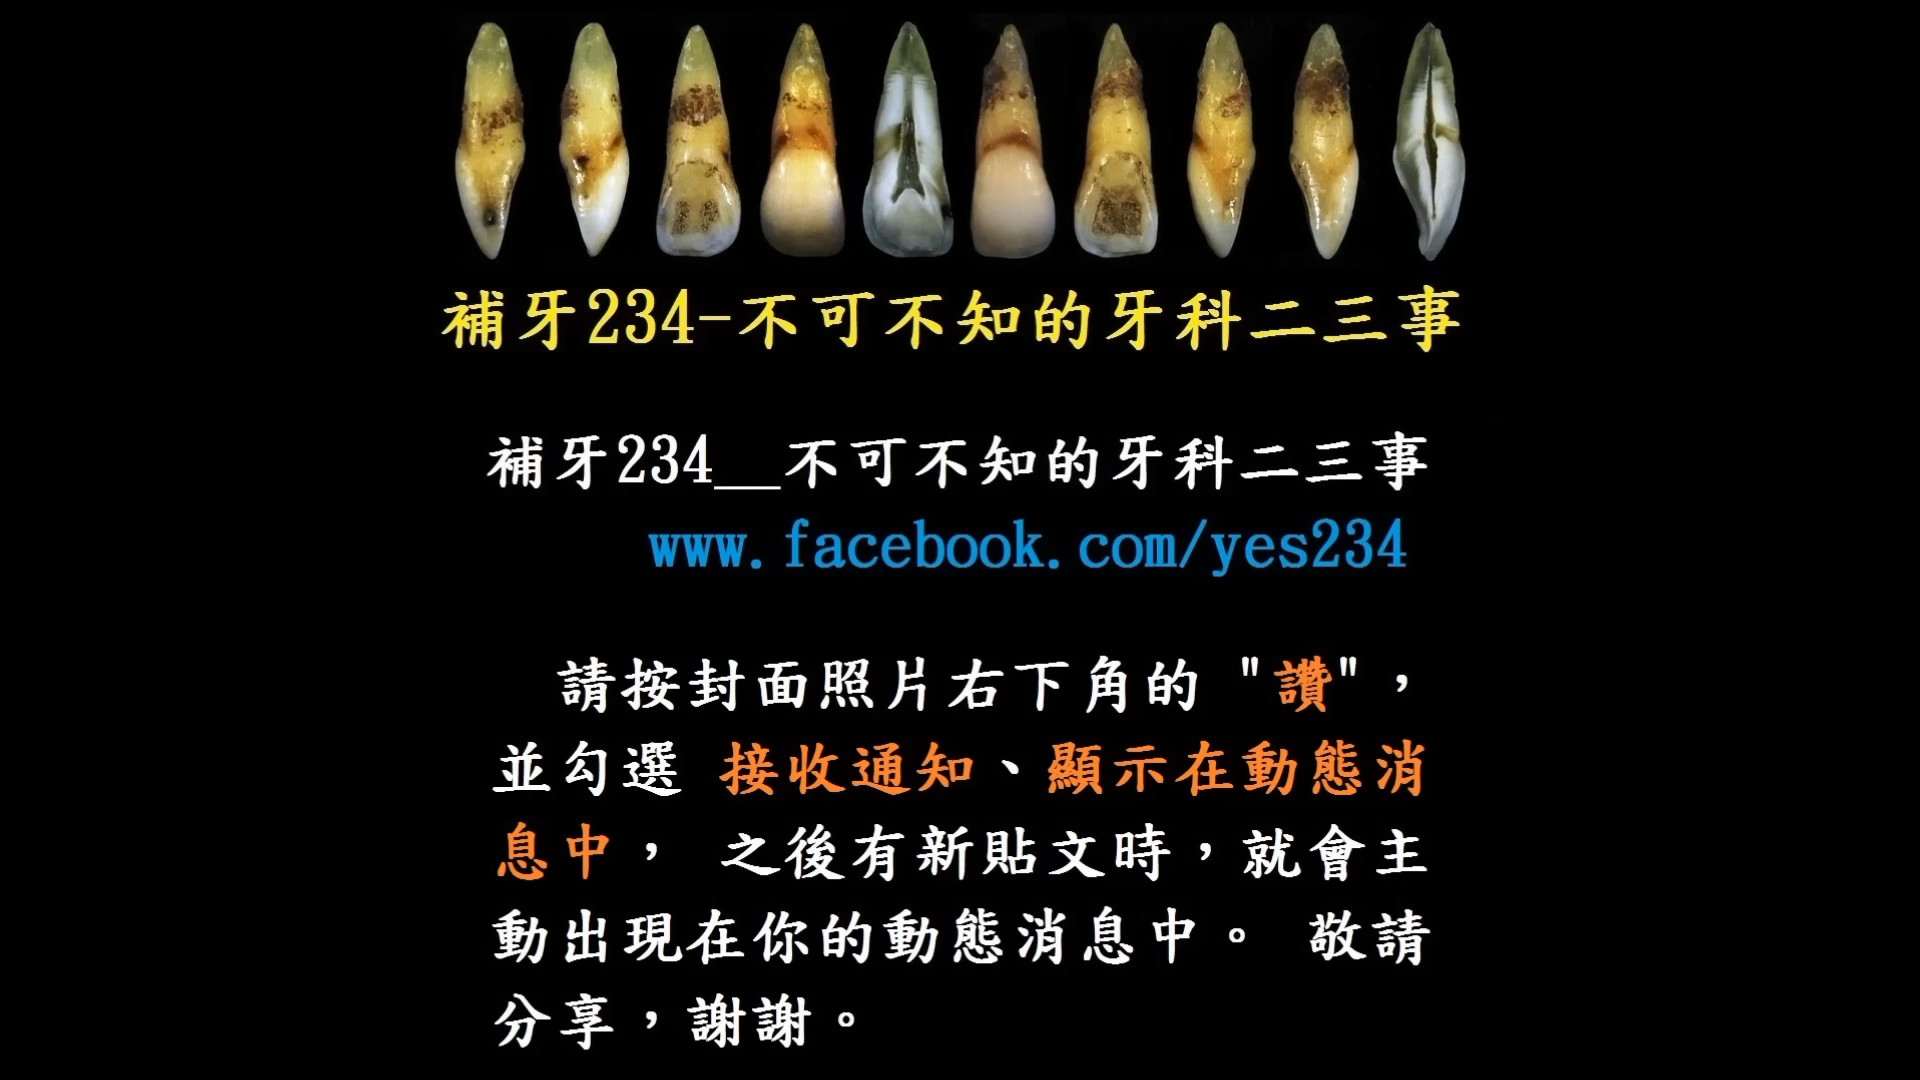 補牙234-不可不知的牙科二三事
補牙234__不可不知的牙科二三事
www.facebook.com/yes234
請按封面照片右下角的 "讚"，
並勾選 接收通知、顯示在動態消
息中， 之後有新貼文時，就會主
動出現在你的動態消息中。 敬請
分享，謝謝。